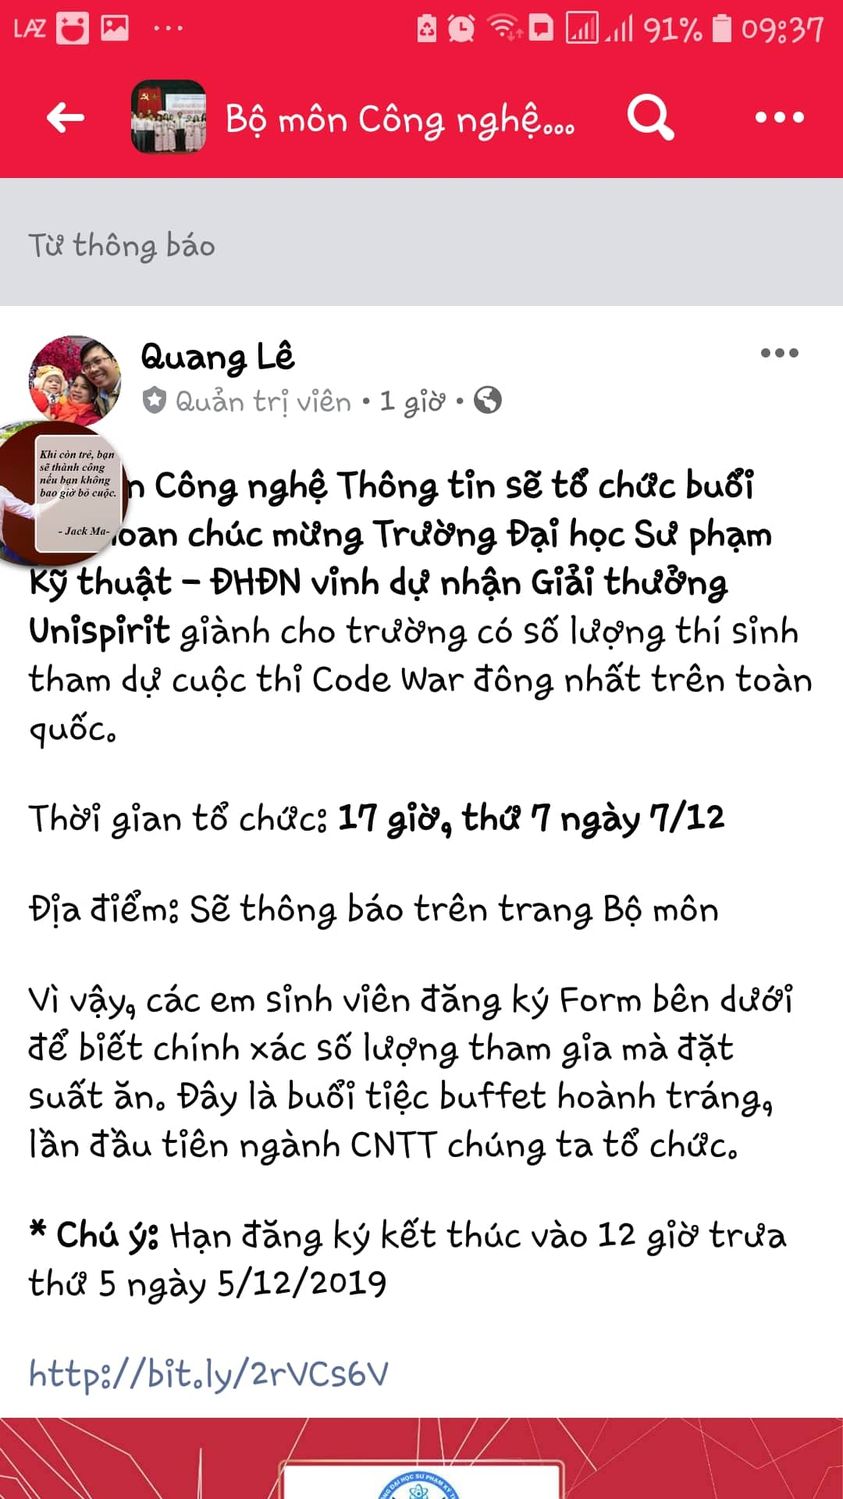 LAZ ... 91% 09:37
Bộ môn Công nghệ...
Từ thông báo
Quang Lê
Quản trị viên • 1 giờ •
Khi còn trẻ, bạn
sẽ thành công
nếu bạn không
bao giờ bỏ cuộc.
- Jack Ma-
n Công nghệ Thông tin sẽ tổ chức buổi
oan chúc mừng Trường Đại học Sư phạm
Kỹ thuật – ĐHĐN vinh dự nhận Giải thưởng
Unispirit giành cho trường có số lượng thí sinh
tham dự cuộc thi Code War đông nhất trên toàn
quốc.
Thời gian tổ chức: 17 giờ, thứ 7 ngày 7/12
Địa điểm: Sẽ thông báo trên trang Bộ môn
Vì vậy, các em sinh viên đăng ký Form bên dưới
để biết chính xác số lượng tham gia mà đặt
suất ăn. Đây là buổi tiệc buffet hoành tráng,
lần đầu tiên ngành CNTT chúng ta tổ chức.
* Chú ý: Hạn đăng ký kết thúc vào 12 giờ trưa
thứ 5 ngày 5/12/2019
http://bit.ly/2rVCs6V
ĐẠI HỌC SƯ PHẠM KỸ